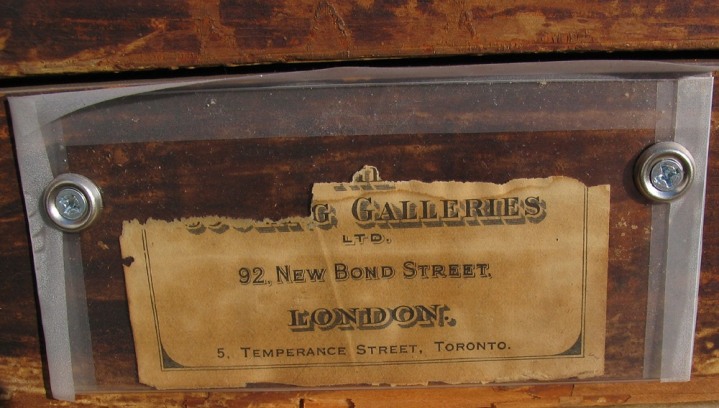 G GALLERIES
LTD.
92, NEW BOND STREET,
LONDON.
5, TEMPERANCE STREET, TORONTO.